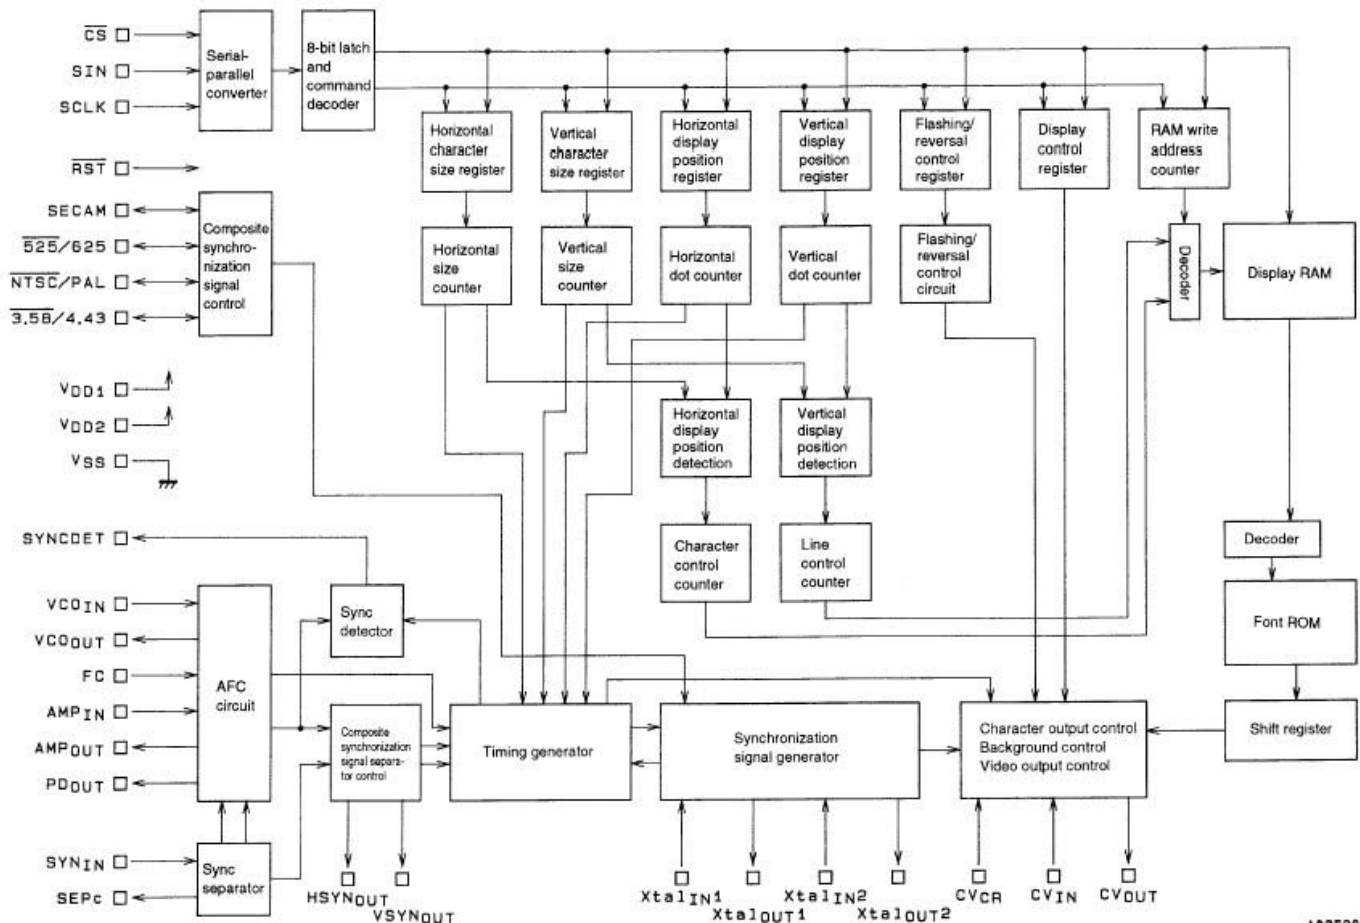 CS
SIN
SCLK
Serial-
parallel
converter
8-bit latch
and
command
decoder
RST
SECAM
525/625
NTSC/PAL
3.58/4.43
Composite
synchro-
nization
signal
control
Horizontal
character
size register
Vertical
character
size register
Horizontal
display
position
register
Vertical
display
position
register
Flashing/
reversal
control
register
Display
control
register
RAM write
address
counter
Horizontal
size
counter
Vertical
size
counter
Horizontal
dot counter
Vertical
dot counter
Flashing/
reversal
control
circuit
Decoder
Display RAM
VDD1
VDD2
VSS
Horizontal
display
position
detection
Vertical
display
position
detection
Character
control
counter
Line
control
counter
Decoder
Font ROM
Shift register
SYNCDET
VCOIN
VCOOUT
FC
AMPIN
AMPOUT
PDOUT
AFC
circuit
Sync
detector
Composite
synchronization
signal separa-
tor control
Timing generator
Synchronization
signal generator
Character output control
Background control
Video output control
SYNIN
SEPC
Sync
separator
HSYNOUT
VSYNOUT
XtalIN1
XtalOUT1
XtalIN2
XtalOUT2
CVCR
CVIN
CVOUT